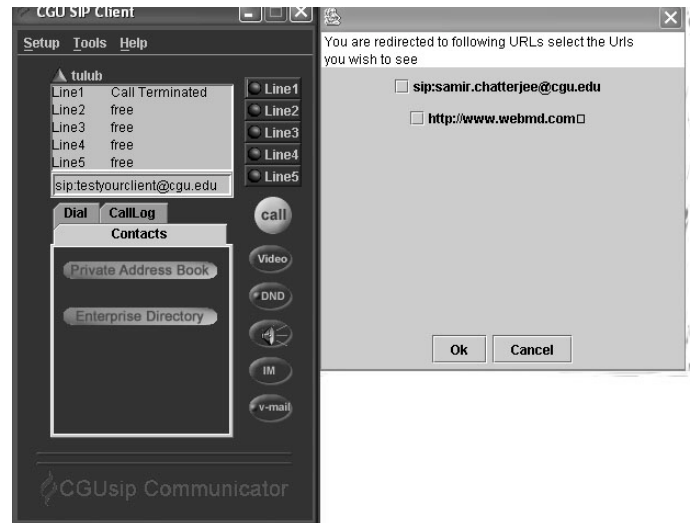 CGU SIP Client
Setup Tools Help
tulub
Line1 Call Terminated
Line2 free
Line3 free
Line4 free
Line5 free
sip:testyourclient@cgu.edu
Line1
Line2
Line3
Line4
Line5
Dial CallLog
Contacts
Private Address Book
Enterprise Directory
call
Video
DND
IM
v-mail
CGUsip Communicator
You are redirected to following URLs select the Urls
you wish to see
sip:samir.chatterjee@cgu.edu
http://www.webmd.com
Ok Cancel